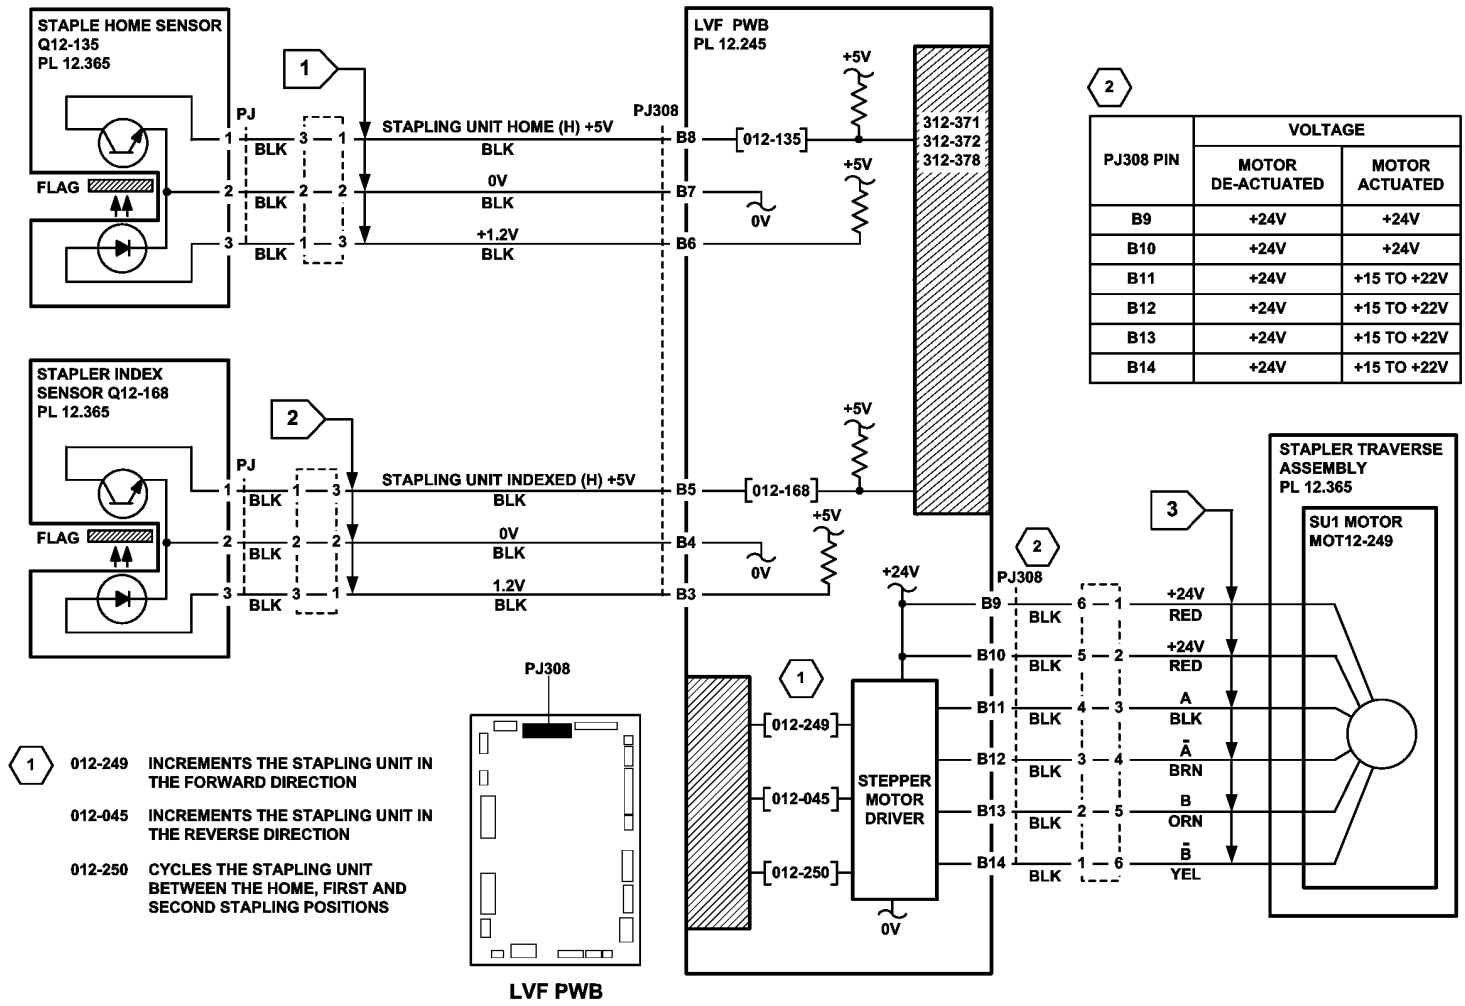 STAPLE HOME SENSOR
Q12-135
PL 12.365
FLAG
PJ
1
2
3
BLK
BLK
BLK
3 1
2 2
1 3
1
STAPLING UNIT HOME (H) +5V
BLK
0V
BLK
+1.2V
BLK
PJ308
B8
B7
B6
LVF PWB
PL 12.245
012-135
+5V
+5V
0V
312-371
312-372
312-378
STAPLER INDEX
SENSOR Q12-168
PL 12.365
FLAG
PJ
1
2
3
BLK
BLK
BLK
1 3
2 2
3 1
2
STAPLING UNIT INDEXED (H) +5V
BLK
0V
BLK
1.2V
BLK
B5
B4
B3
012-168
+5V
+5V
0V
2
PJ308 PIN
VOLTAGE
MOTOR
DE-ACTUATED
MOTOR
ACTUATED
B9 +24V +24V
B10 +24V +24V
B11 +24V +15 TO +22V
B12 +24V +15 TO +22V
B13 +24V +15 TO +22V
B14 +24V +15 TO +22V
1
012-249
012-045
012-250
+24V
STEPPER
MOTOR
DRIVER
0V
2
PJ308
B9
B10
B11
B12
B13
B14
BLK
BLK
BLK
BLK
BLK
BLK
6 1
5 2
4 3
3 4
2 5
1 6
3
+24V
RED
+24V
RED
A
BLK
A̅
BRN
B
ORN
B̅
YEL
STAPLER TRAVERSE
ASSEMBLY
PL 12.365
SU1 MOTOR
MOT12-249
1
012-249 INCREMENTS THE STAPLING UNIT IN
THE FORWARD DIRECTION
012-045 INCREMENTS THE STAPLING UNIT IN
THE REVERSE DIRECTION
012-250 CYCLES THE STAPLING UNIT
BETWEEN THE HOME, FIRST AND
SECOND STAPLING POSITIONS
PJ308
LVF PWB